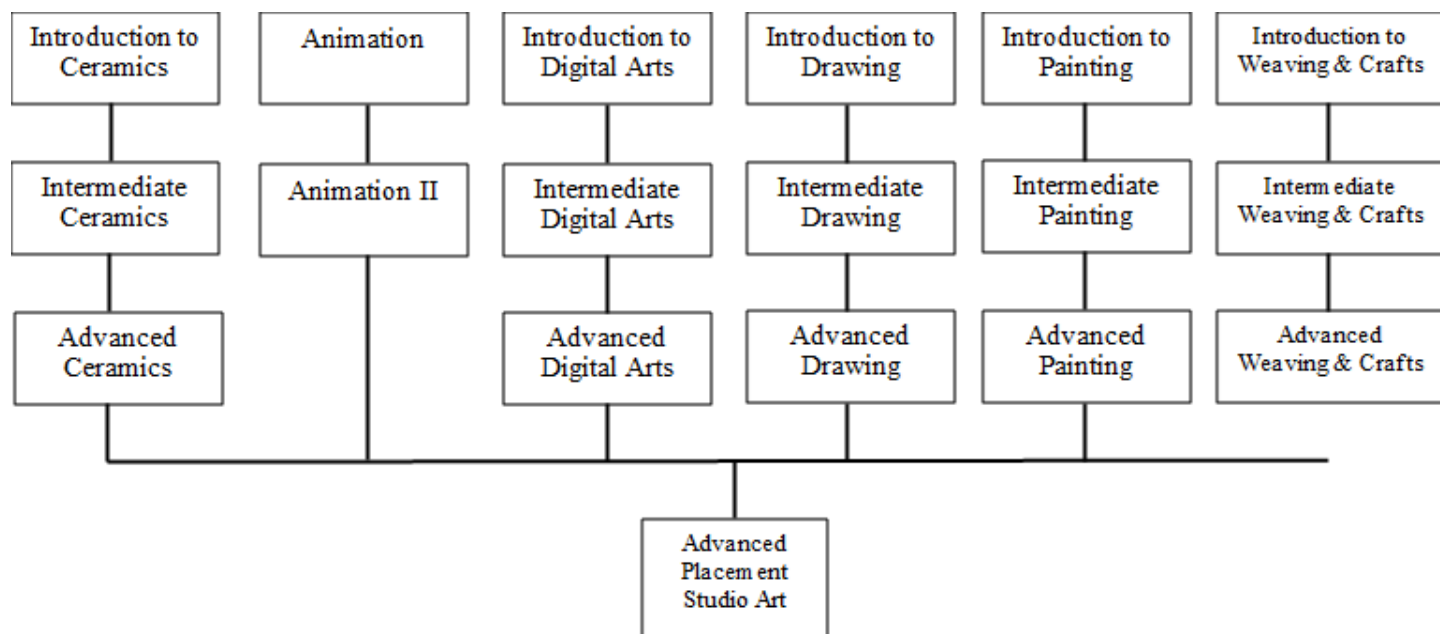 Introduction to
Ceramics
Animation
Introduction to
Digital Arts
Introduction to
Drawing
Introduction to
Painting
Introduction to
Weaving & Crafts
Intermediate
Ceramics
Animation II
Intermediate
Digital Arts
Intermediate
Drawing
Intermediate
Painting
Intermediate
Weaving & Crafts
Advanced
Ceramics
Advanced
Digital Arts
Advanced
Drawing
Advanced
Painting
Advanced
Weaving & Crafts
Advanced
Placement
Studio Art